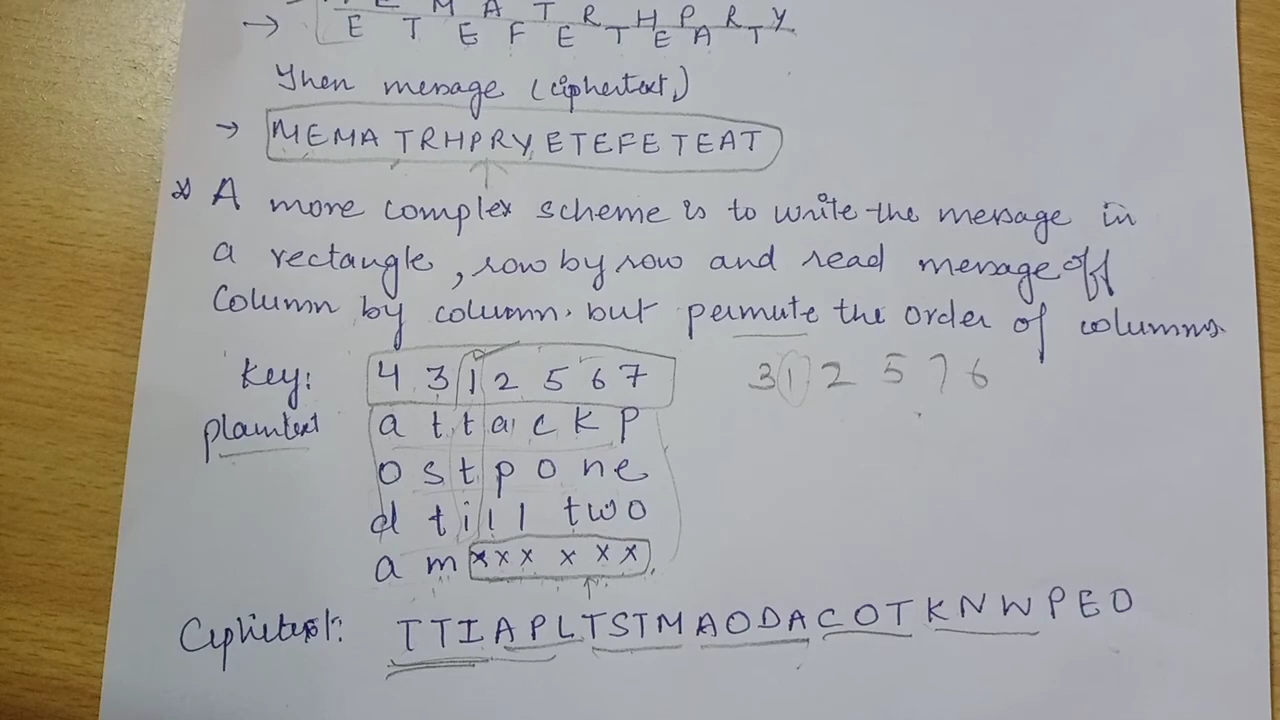 M E M A T R H P R Y
→ E T E F E T E A T
Then message (ciphertext)
→ MEMATRHPRYETEFETEAT
A more complex scheme is to write the message in
a rectangle, row by row and read message off
column by column. but permute the order of columns.
Key: 4 3 1 2 5 6 7 3 1 2 5 7 6
plaintext a t t a c k p
o s t p o n e
d t i l l t w o
a m x x x x x x
Ciphertext: TTIAPLTSTMAODACOTKNWPEO